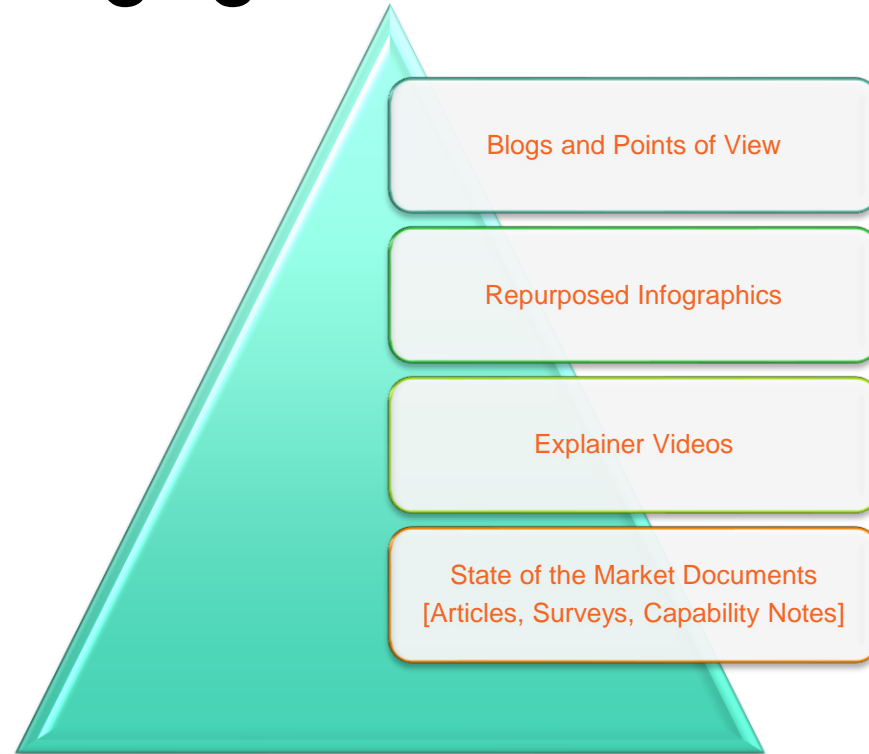 Blogs and Points of View
Repurposed Infographics
Explainer Videos
State of the Market Documents
[Articles, Surveys, Capability Notes]